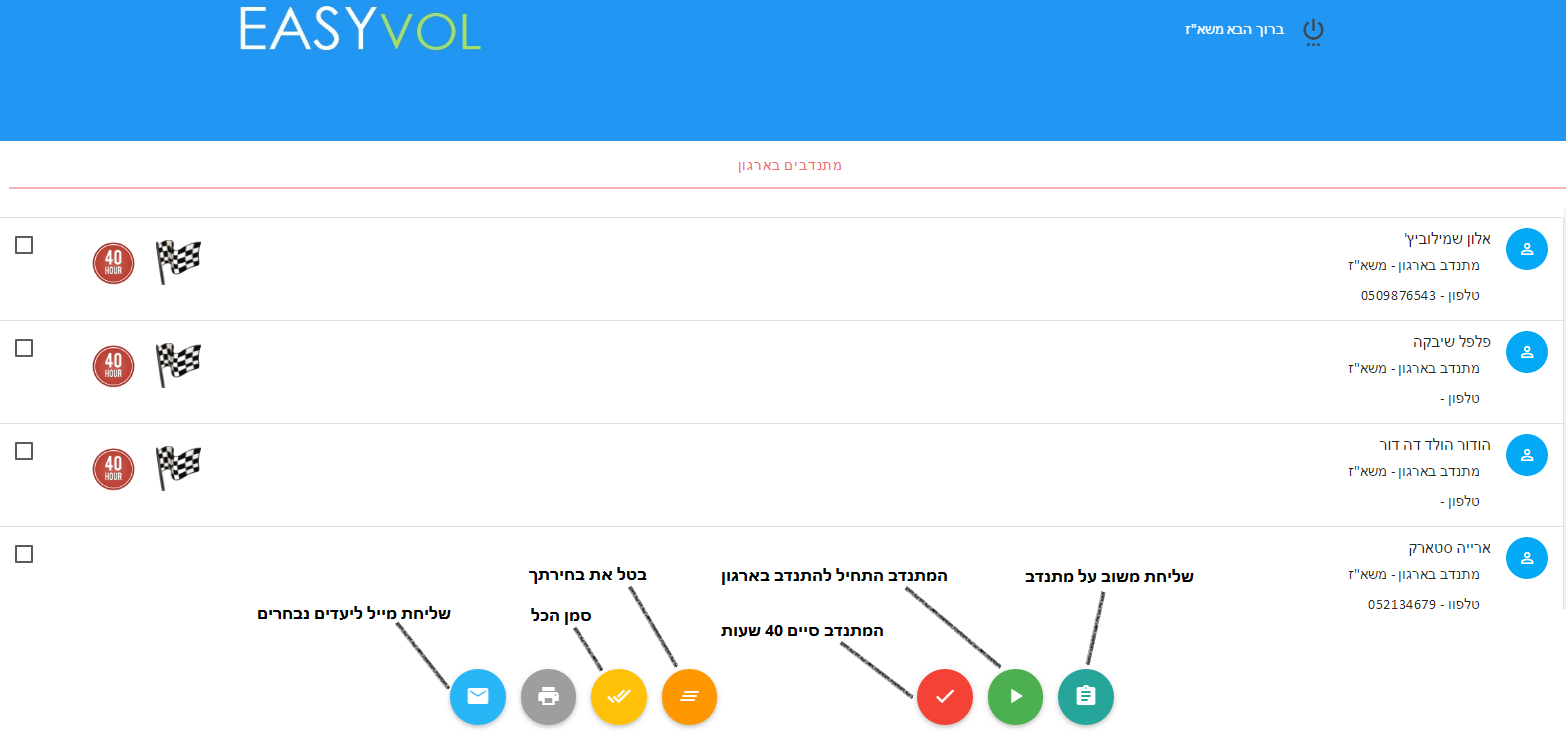 EASYVOL
ברוך הבא משא"ז
מתנדבים בארגון
אלון שמילוביץ'
מתנדב בארגון - משא"ז
טלפון - 0509876543
40
HOUR
פלפל שיבקה
מתנדב בארגון - משא"ז
טלפון -
40
HOUR
הודור הולד דה דור
מתנדב בארגון - משא"ז
טלפון -
40
HOUR
ארייה סטארק
מתנדב בארגון - משא"ז
טלפון - 052134679
שליחת משוב על מתנדב
המתנדב התחיל להתנדב בארגון
המתנדב סיים 40 שעות
בטל את בחירתך
סמן הכל
שליחת מייל ליעדים נבחרים